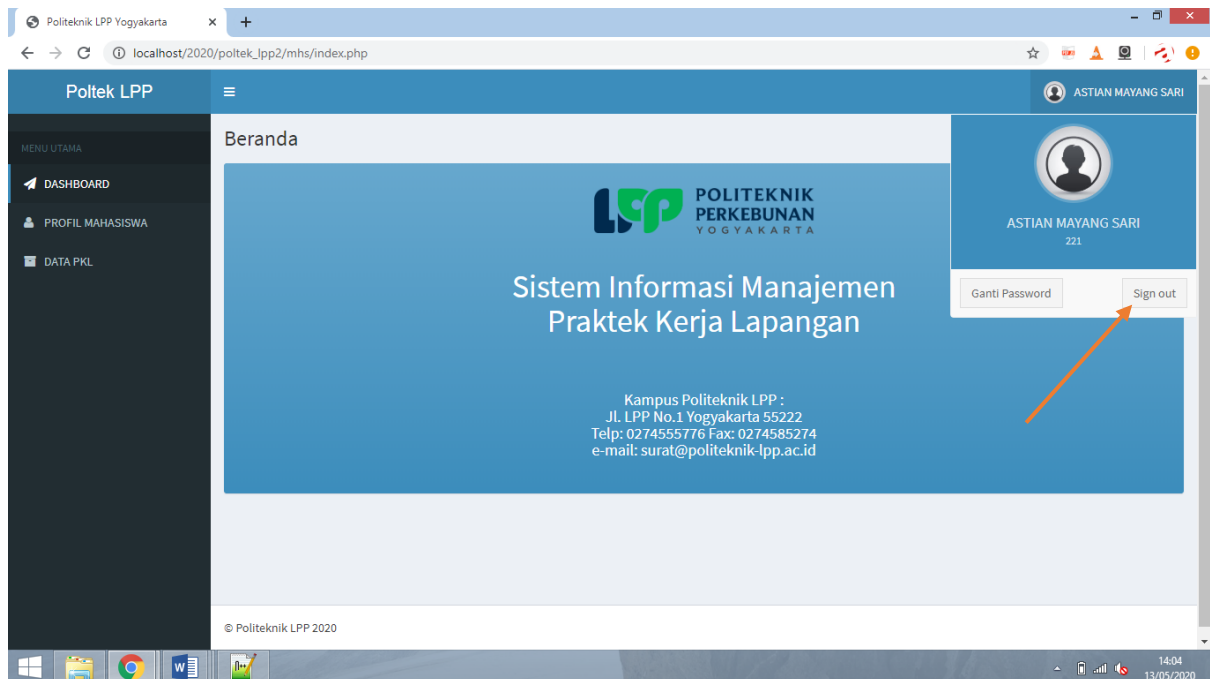 Politeknik LPP Yogyakarta
localhost/2020/poltek_lpp2/mhs/index.php
Poltek LPP
ASTIAN MAYANG SARI
MENU UTAMA
DASHBOARD
PROFIL MAHASISWA
DATA PKL
Beranda
LPP
POLITEKNIK
PERKEBUNAN
YOGYAKARTA
Sistem Informasi Manajemen
Praktek Kerja Lapangan
Kampus Politeknik LPP :
Jl. LPP No.1 Yogyakarta 55222
Telp: 0274555776 Fax: 0274585274
e-mail: surat@politeknik-lpp.ac.id
ASTIAN MAYANG SARI
221
Ganti Password
Sign out
© Politeknik LPP 2020
14:04
13/05/2020